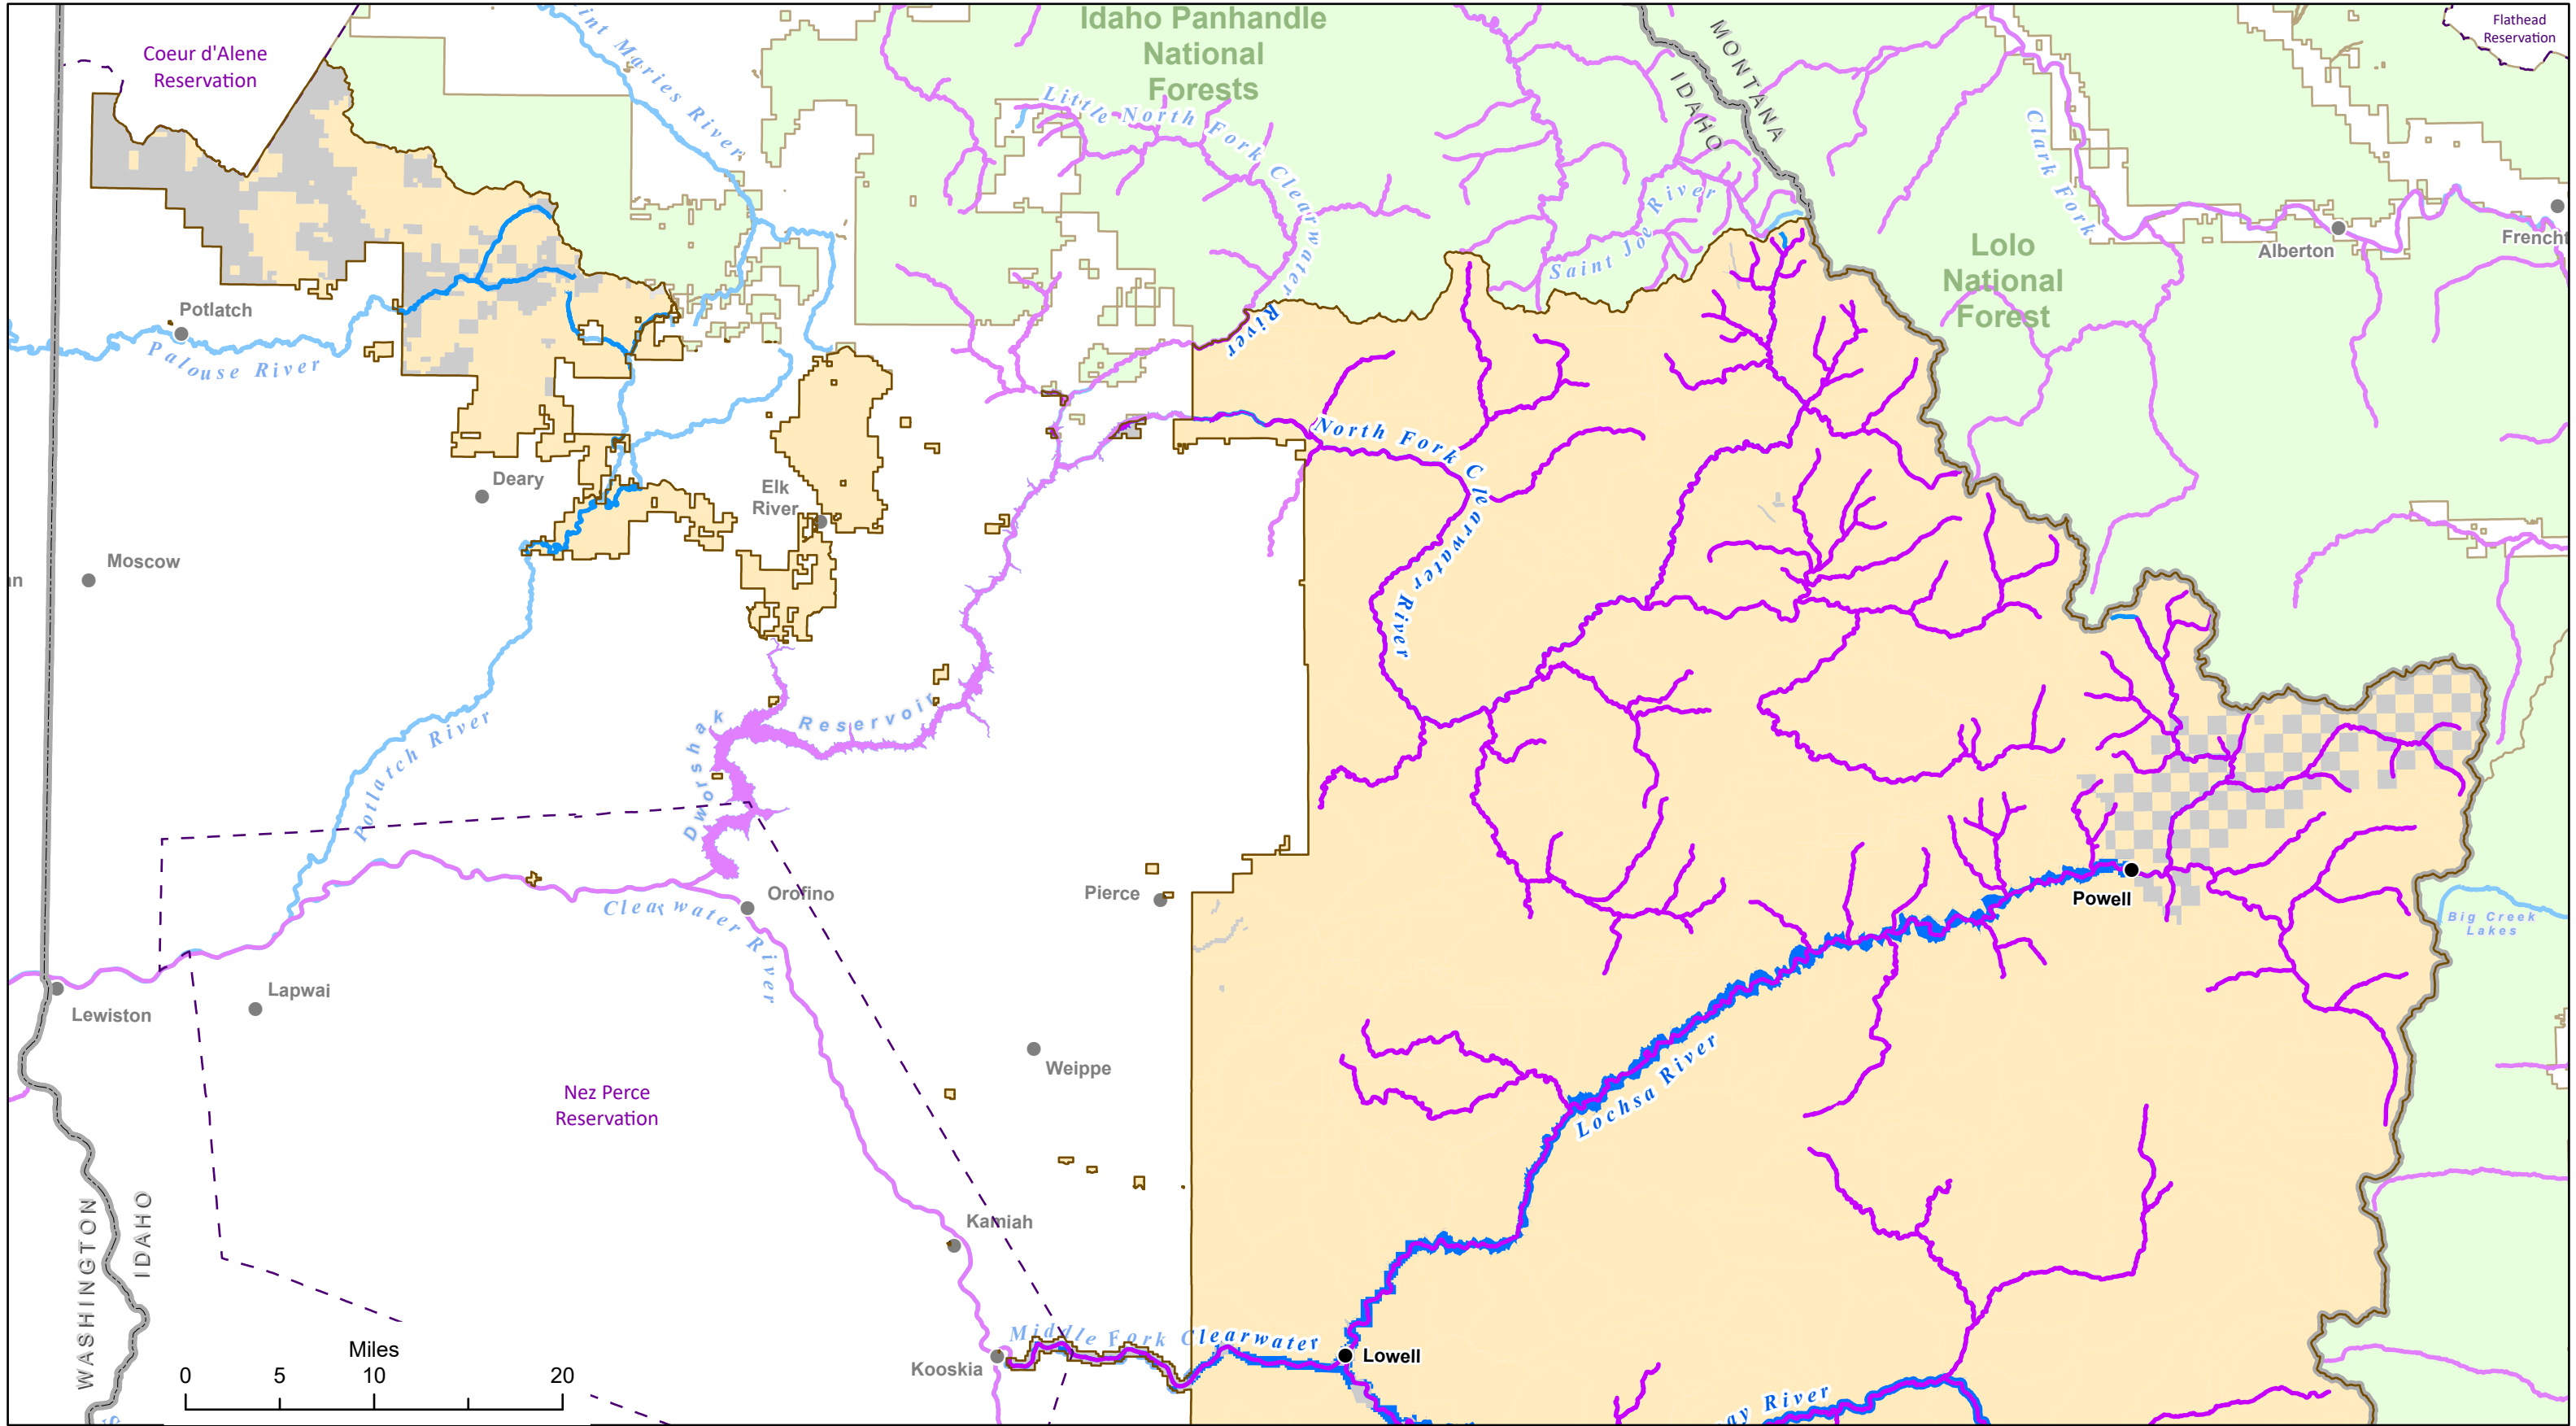 Coeur d'Alene
Reservation
Idaho Panhandle
National
Forests
MONTANA
IDAHO
Flathead
Reservation
Maries River
Little North Fork Clearwater
River
Saint Joe River
Clark Fork
Lolo
National
Forest
Alberton
Potlatch
Palouse River
North Fork Clearwater River
Deary
Elk
River
Moscow
Dworshak Reservoir
Potlatch River
Orofino
Clearwater River
Pierce
Powell
Big Creek
Lakes
Lewiston
Lapwai
Weippe
Lochsa River
Nez Perce
Reservation
Kamiah
WASHINGTON
IDAHO
Middle Fork Clearwater
Kooskia
Lowell
River
Miles
0 5 10 20